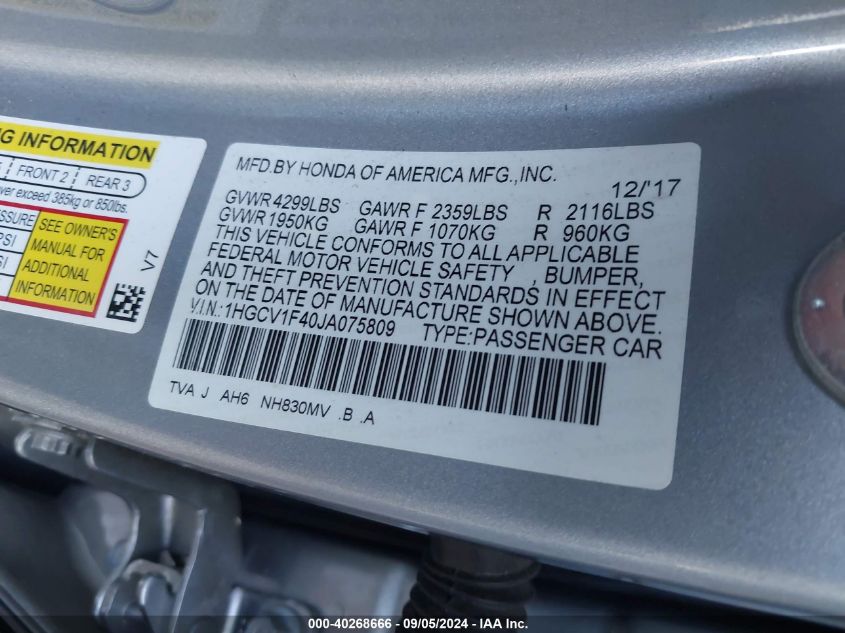 G INFORMATION
FRONT 2 REAR 3
ver exceed 385kg or 850lbs.
SSURE
PSI
SI
SEE OWNER'S
MANUAL FOR
ADDITIONAL
INFORMATION
V7
MFD.BY HONDA OF AMERICA MFG.,INC.
12/'17
GVWR 4299LBS GAWR F 2359LBS R 2116LBS
GVWR 1950KG GAWR F 1070KG R 960KG
THIS VEHICLE CONFORMS TO ALL APPLICABLE
FEDERAL MOTOR VEHICLE SAFETY , BUMPER,
AND THEFT PREVENTION STANDARDS IN EFFECT
ON THE DATE OF MANUFACTURE SHOWN ABOVE.
V.I.N.:1HGCV1F40JA075809 TYPE:PASSENGER CAR
TVA J AH6 NH830MV .B .A
000-40268666 - 09/05/2024 - IAA, Inc.